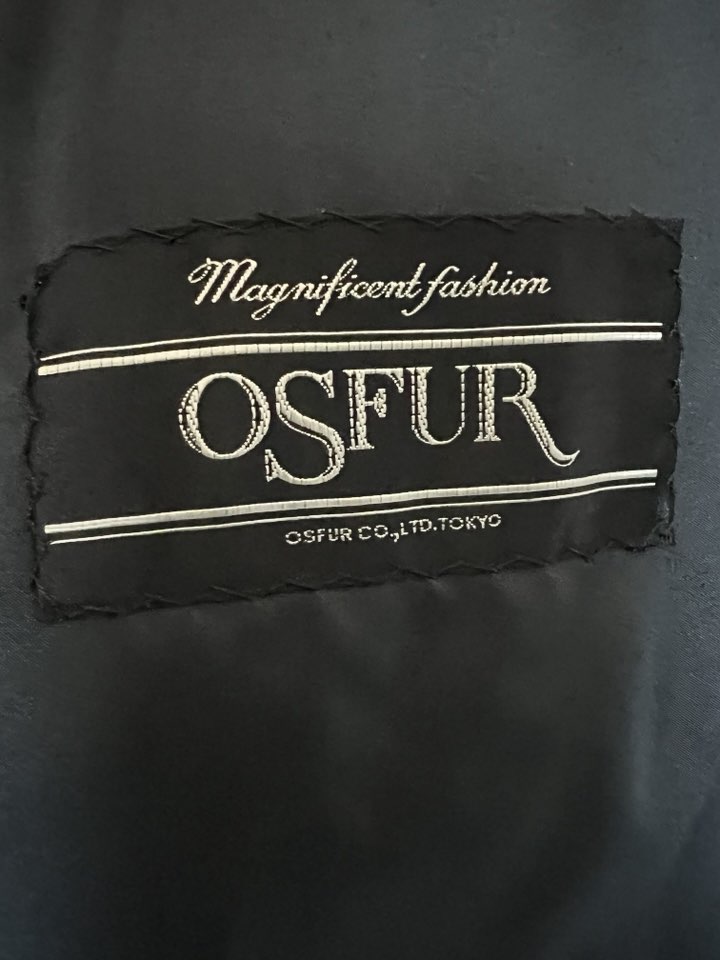 Magnificent fashion
OSFUR
OSFUR CO.,LTD.TOKYO